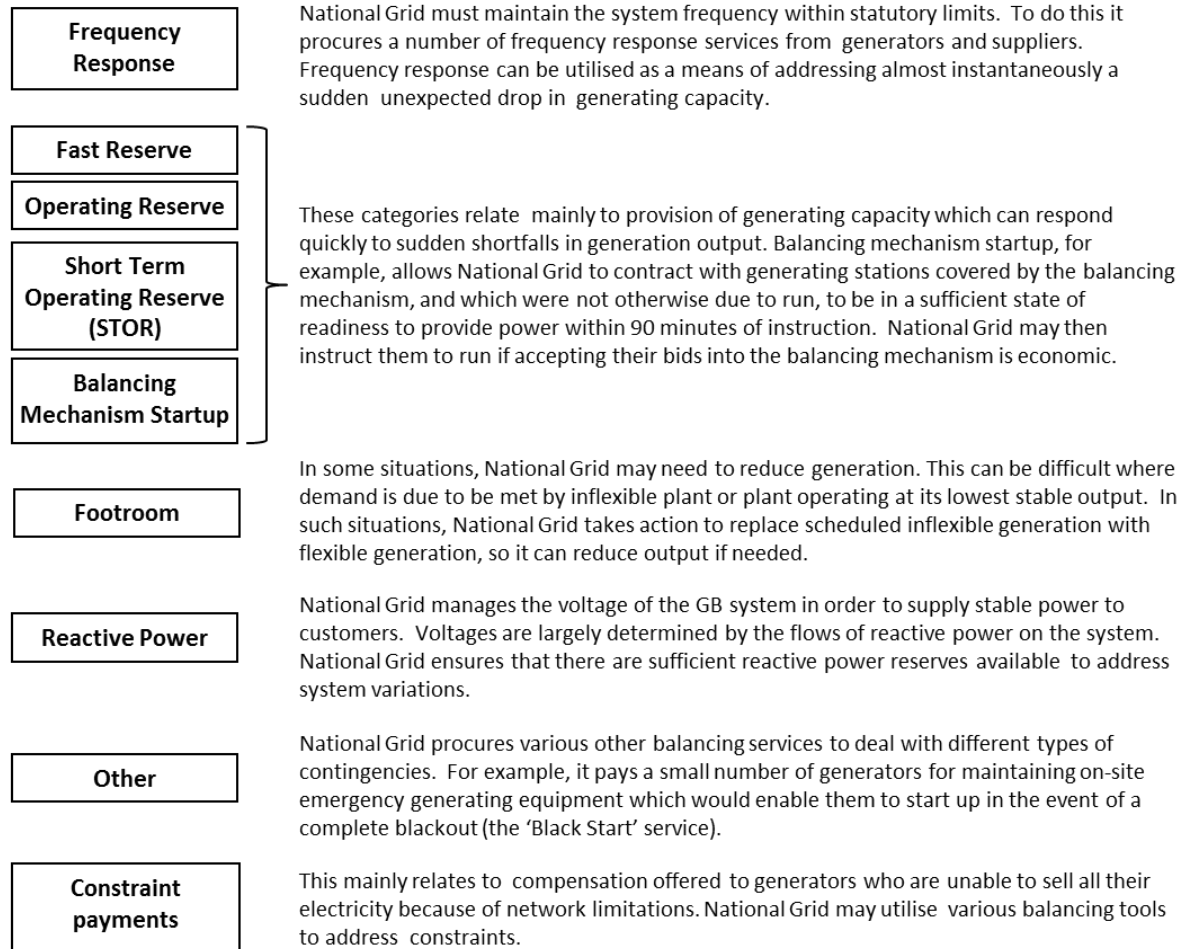 Frequency
Response
National Grid must maintain the system frequency within statutory limits. To do this it
procures a number of frequency response services from generators and suppliers.
Frequency response can be utilised as a means of addressing almost instantaneously a
sudden unexpected drop in generating capacity.
Fast Reserve
Operating Reserve
Short Term
Operating Reserve
(STOR)
Balancing
Mechanism Startup
These categories relate mainly to provision of generating capacity which can respond
quickly to sudden shortfalls in generation output. Balancing mechanism startup, for
example, allows National Grid to contract with generating stations covered by the balancing
mechanism, and which were not otherwise due to run, to be in a sufficient state of
readiness to provide power within 90 minutes of instruction. National Grid may then
instruct them to run if accepting their bids into the balancing mechanism is economic.
Footroom
In some situations, National Grid may need to reduce generation. This can be difficult where
demand is due to be met by inflexible plant or plant operating at its lowest stable output. In
such situations, National Grid takes action to replace scheduled inflexible generation with
flexible generation, so it can reduce output if needed.
Reactive Power
National Grid manages the voltage of the GB system in order to supply stable power to
customers. Voltages are largely determined by the flows of reactive power on the system.
National Grid ensures that there are sufficient reactive power reserves available to address
system variations.
Other
National Grid procures various other balancing services to deal with different types of
contingencies. For example, it pays a small number of generators for maintaining on-site
emergency generating equipment which would enable them to start up in the event of a
complete blackout (the ‘Black Start’ service).
Constraint
payments
This mainly relates to compensation offered to generators who are unable to sell all their
electricity because of network limitations. National Grid may utilise various balancing tools
to address constraints.